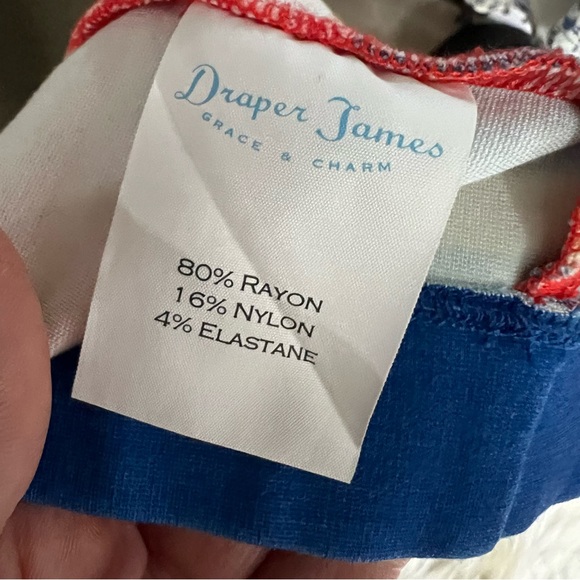 Draper James
GRACE & CHARM
80% RAYON
16% NYLON
4% ELASTANE